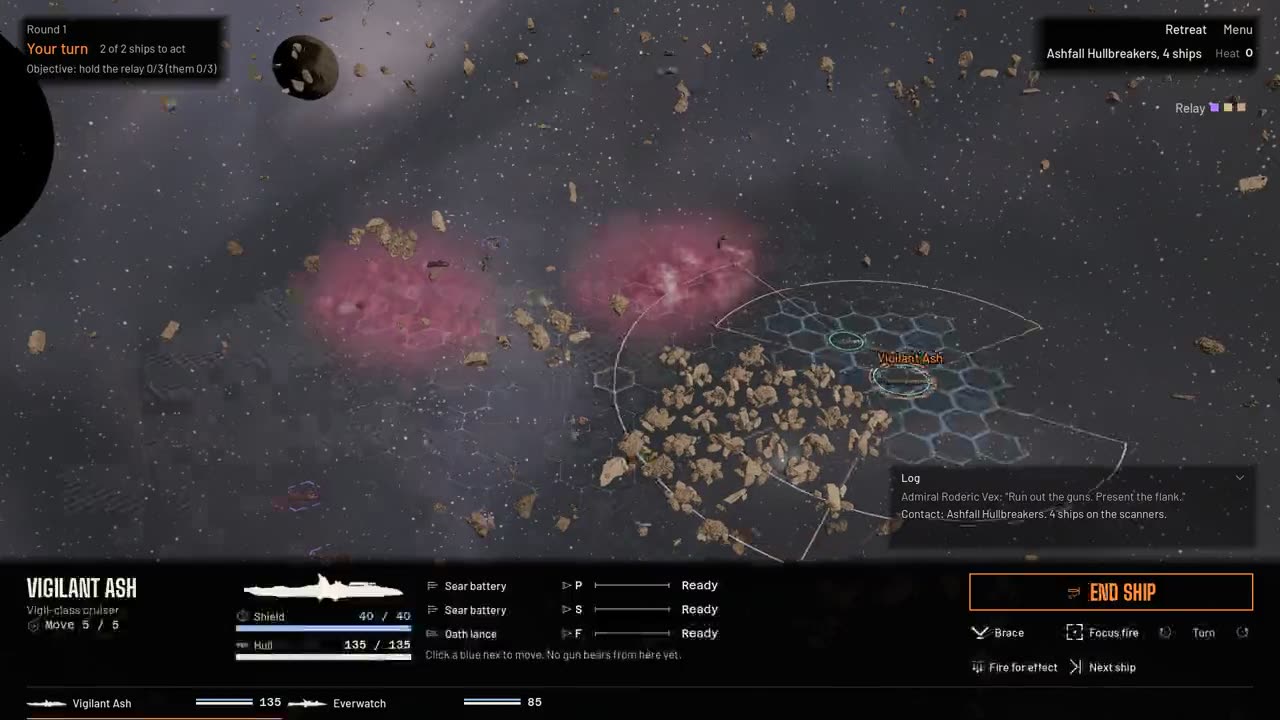 Round 1
Your turn 2 of 2 ships to act
Objective: hold the relay 0/3 (them 0/3)
Retreat Menu
Ashfall Hullbreakers, 4 ships Heat 0
Relay
Vigilant Ash
Log
Admiral Roderic Vex: "Run out the guns. Present the flank."
Contact: Ashfall Hullbreakers. 4 ships on the scanners.
VIGILANT ASH
Vigil-class cruiser
Move 5 / 5
Shield 40 / 40
Hull 135 / 135
Sear battery P Ready
Sear battery S Ready
Oath lance F Ready
Click a blue hex to move. No gun bears from here yet.
END SHIP
Brace Focus fire Turn
Fire for effect Next ship
Vigilant Ash 135 Everwatch 85